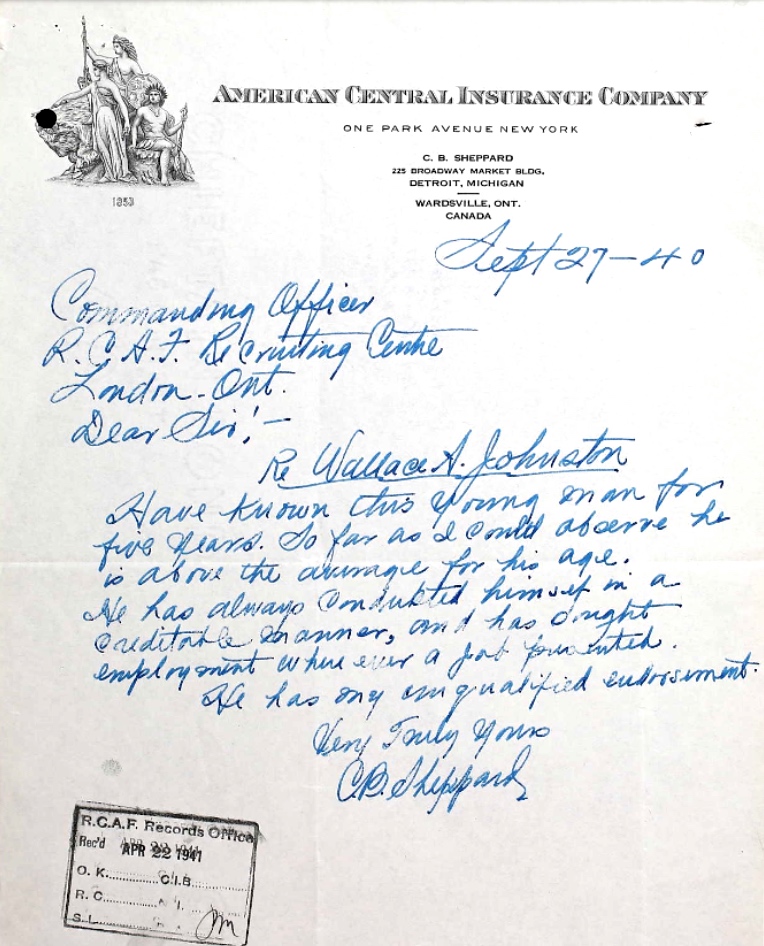 AMERICAN CENTRAL INSURANCE COMPANY
ONE PARK AVENUE NEW YORK
C. B. SHEPPARD
225 BROADWAY MARKET BLDG.
DETROIT, MICHIGAN
WARDSVILLE, ONT.
CANADA
1853
Sept 27-40
Commanding Officer
R.C.A.F. Recruiting Centre
London-Ont.
Dear Sir:-
Re Wallace A. Johnston
Have known this young man for
five years. So far as I could observe he
is above the average for his age.
He has always conducted himself in a
creditable manner, and has sought
employment where ever a job presented.
He has my unqualified endorsement.
Very Truly Yours
C.B. Sheppard
R.C.A.F. Records Office
Rec'd APR 22 1941
O. K. C.I.B.
R. C.
S. I.